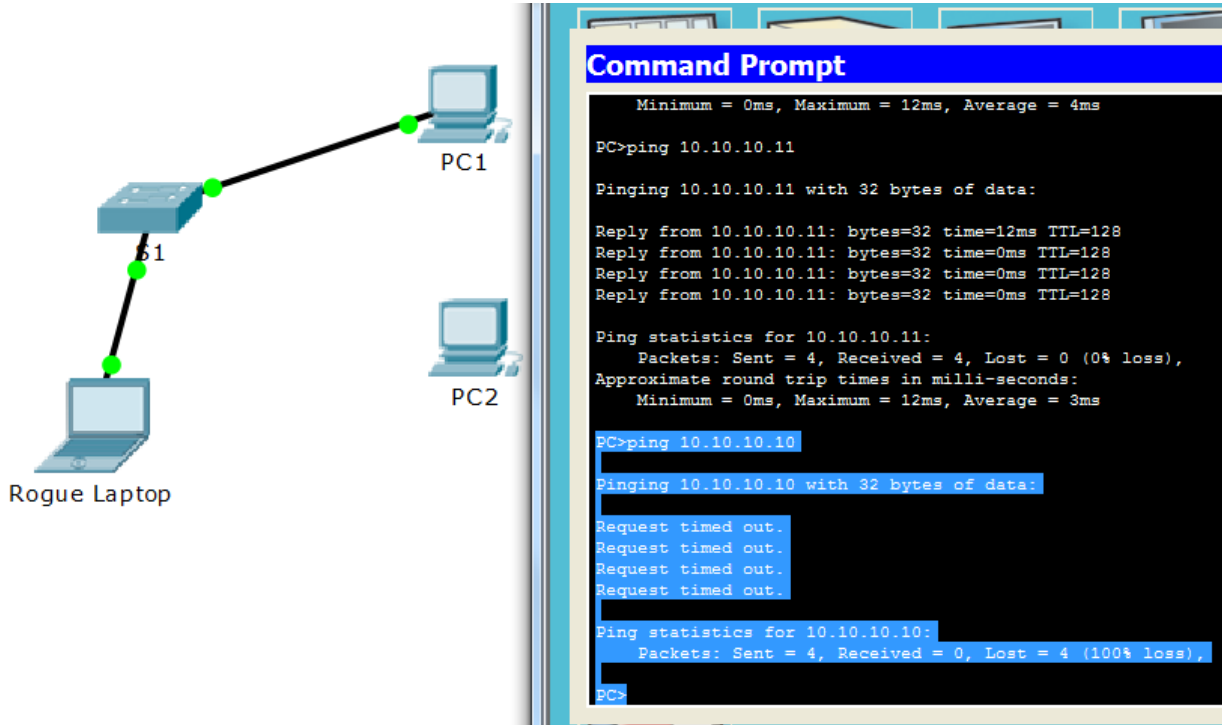 PC1
S1
PC2
Rogue Laptop
Command Prompt
Minimum = 0ms, Maximum = 12ms, Average = 4ms
PC>ping 10.10.10.11
Pinging 10.10.10.11 with 32 bytes of data:
Reply from 10.10.10.11: bytes=32 time=12ms TTL=128
Reply from 10.10.10.11: bytes=32 time=0ms TTL=128
Reply from 10.10.10.11: bytes=32 time=0ms TTL=128
Reply from 10.10.10.11: bytes=32 time=0ms TTL=128
Ping statistics for 10.10.10.11:
Packets: Sent = 4, Received = 4, Lost = 0 (0% loss),
Approximate round trip times in milli-seconds:
Minimum = 0ms, Maximum = 12ms, Average = 3ms
PC>ping 10.10.10.10
Pinging 10.10.10.10 with 32 bytes of data:
Request timed out.
Request timed out.
Request timed out.
Request timed out.
Ping statistics for 10.10.10.10:
Packets: Sent = 4, Received = 0, Lost = 4 (100% loss),
PC>